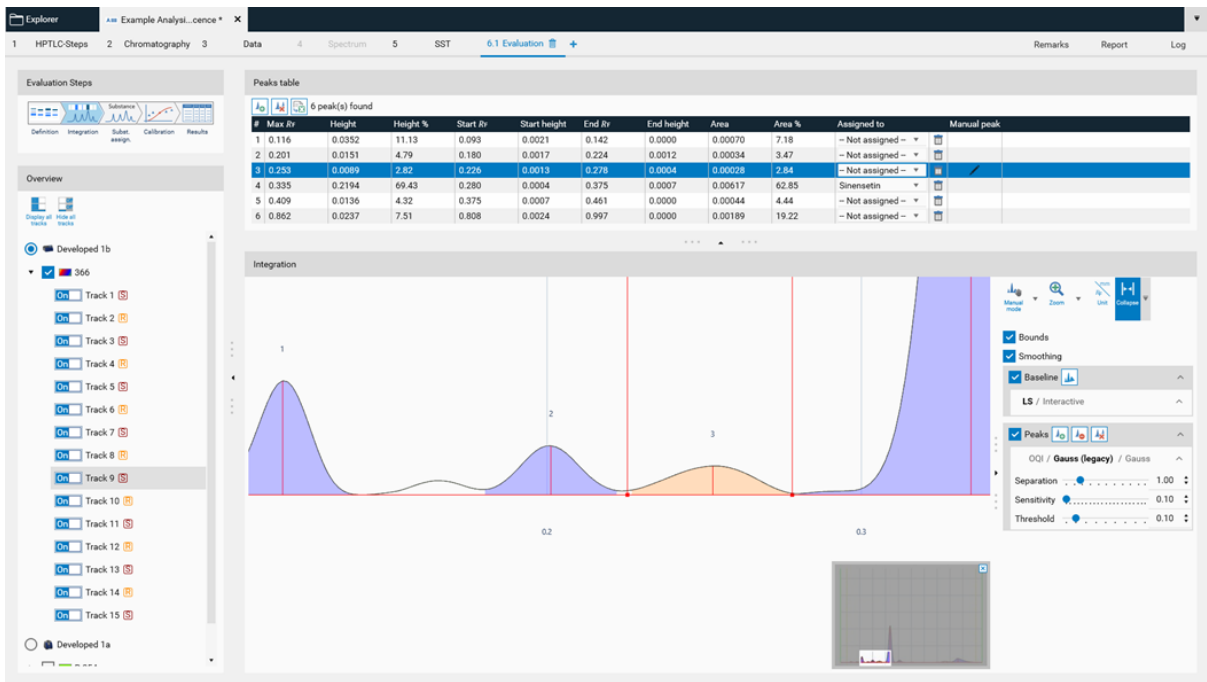 Explorer
Example Analysi...cence *
1 HPTLC-Steps 2 Chromatography 3 Data 4 Spectrum 5 SST 6.1 Evaluation + Remarks Report Log
Evaluation Steps
Substance
Definition Integration Subst. assign. Calibration Results
Overview
Display all tracks Hide all tracks
Developed 1b
366
On Track 1 S
On Track 2 R
On Track 3 S
On Track 4 R
On Track 5 S
On Track 6 R
On Track 7 S
On Track 8 R
On Track 9 S
On Track 10 R
On Track 11 S
On Track 12 R
On Track 13 S
On Track 14 R
On Track 15 S
Developed 1a
Peaks table
6 peak(s) found
# Max RF Height Height % Start RF Start height End RF End height Area Area % Assigned to Manual peak
1 0.116 0.0352 11.13 0.093 0.0021 0.142 0.0000 0.00070 7.18 -- Not assigned --
2 0.201 0.0151 4.79 0.180 0.0017 0.224 0.0012 0.00034 3.47 -- Not assigned --
3 0.253 0.0089 2.82 0.226 0.0013 0.278 0.0004 0.00028 2.84 -- Not assigned --
4 0.335 0.2194 69.43 0.280 0.0004 0.375 0.0007 0.00617 62.85 Sinensetin
5 0.409 0.0136 4.32 0.375 0.0007 0.461 0.0000 0.00044 4.44 -- Not assigned --
6 0.862 0.0237 7.51 0.808 0.0024 0.997 0.0000 0.00189 19.22 -- Not assigned --
Integration
1
2
3
0.2 0.3
Manual mode Zoom Unit Collapse
Bounds
Smoothing
Baseline
LS / Interactive
Peaks
OQI / Gauss (legacy) / Gauss
Separation 1.00
Sensitivity 0.10
Threshold 0.10